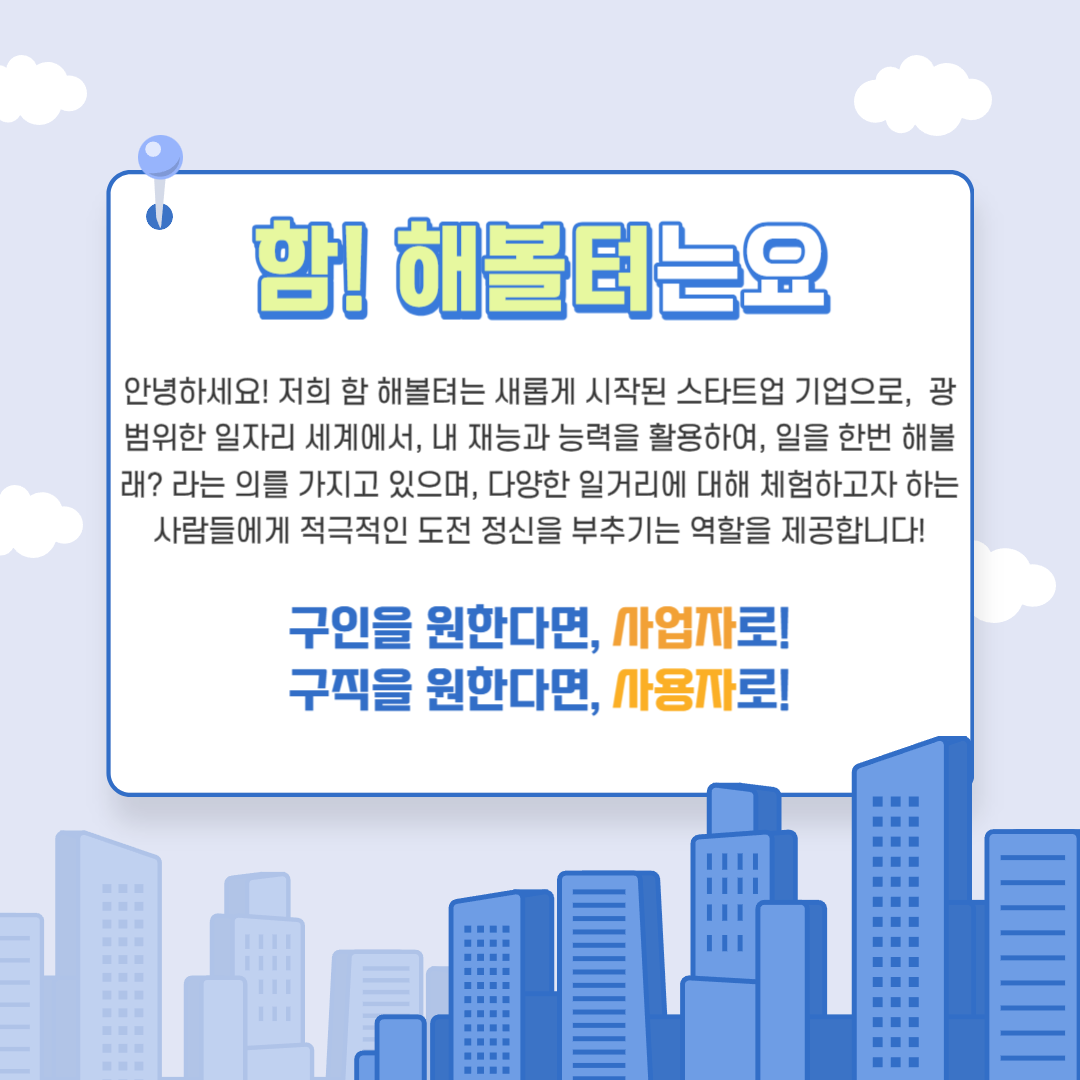 함! 해볼텨는요
안녕하세요! 저희 함 해볼텨는 새롭게 시작된 스타트업 기업으로, 광
범위한 일자리 세계에서, 내 재능과 능력을 활용하여, 일을 한번 해볼
래? 라는 의를 가지고 있으며, 다양한 일거리에 대해 체험하고자 하는
사람들에게 적극적인 도전 정신을 부추기는 역할을 제공합니다!
구인을 원한다면, 사업자로!
구직을 원한다면, 사용자로!